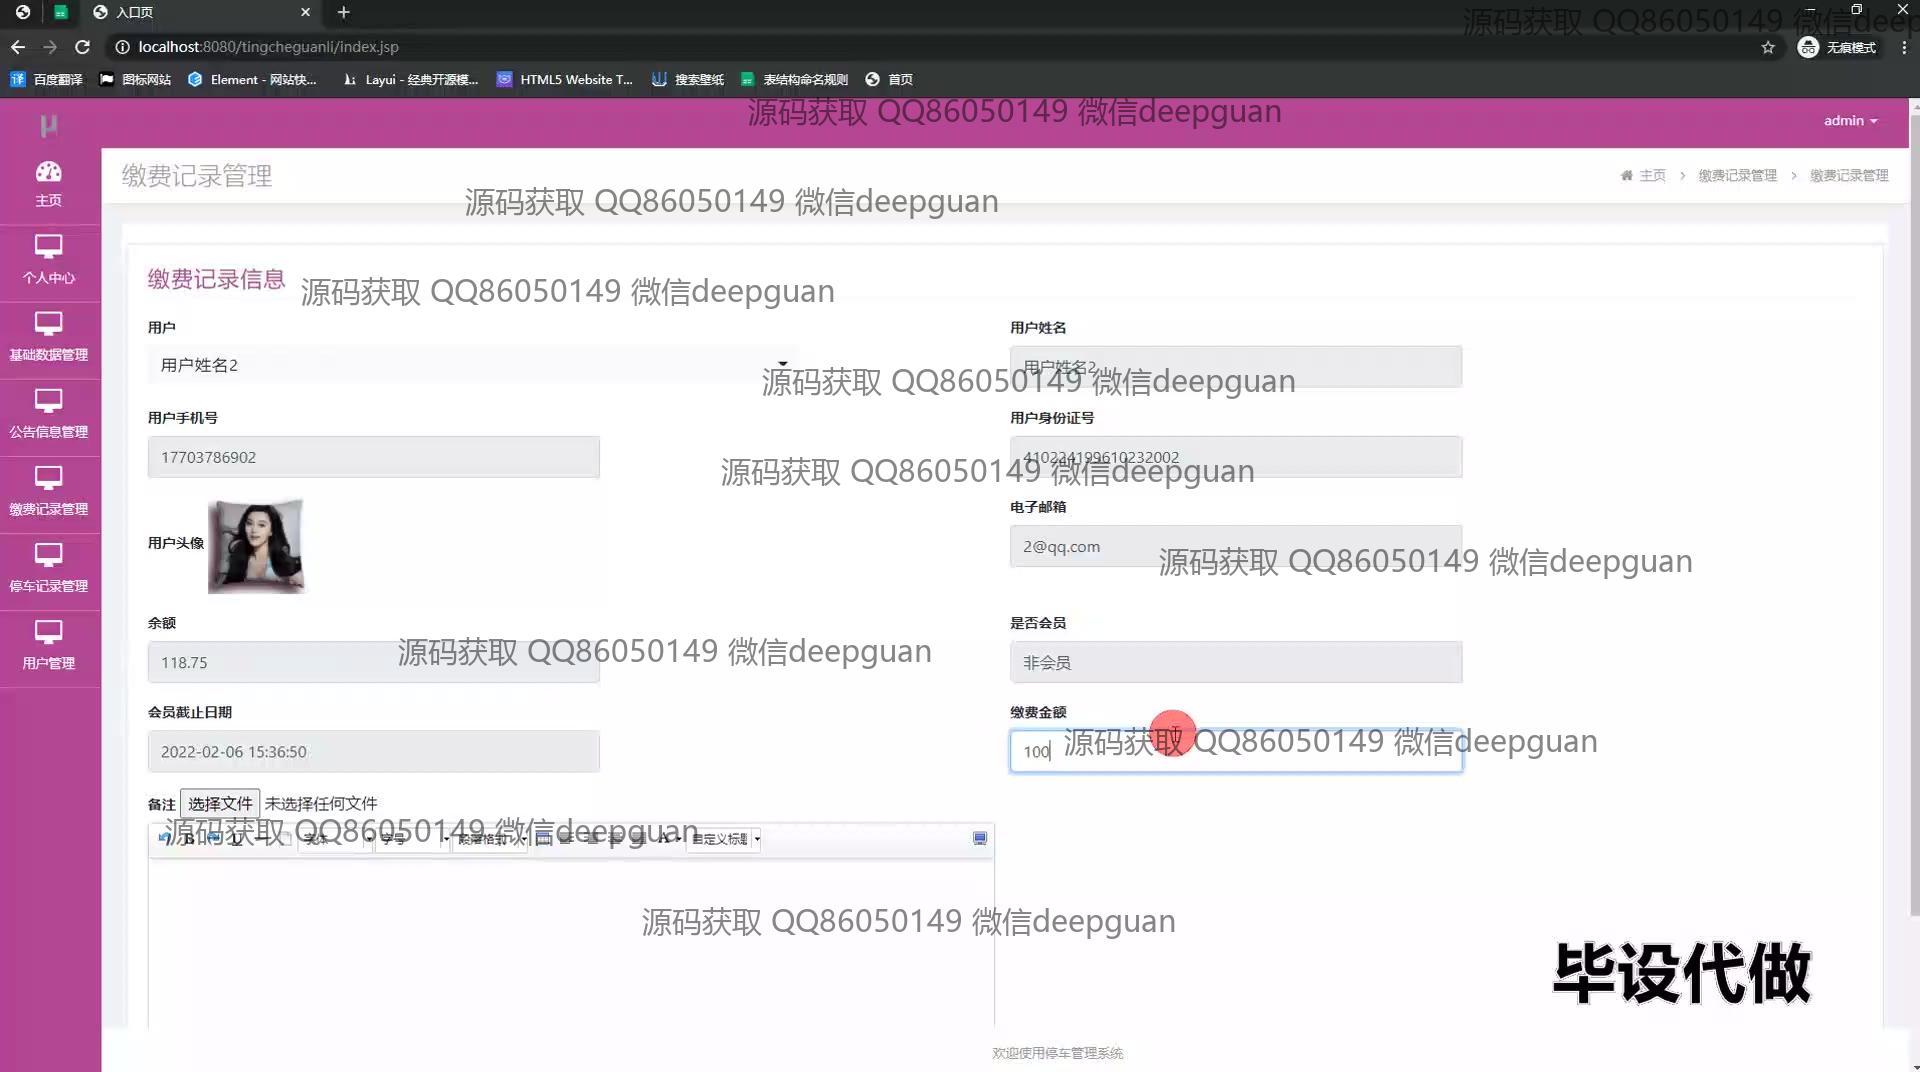 入口页
localhost:8080/tingcheguanli/index.jsp
无痕模式
百度翻译 图标网站 Element - 网站快... Layui - 经典开源模... HTML5 Website T... 搜索壁纸 表结构命名规则 首页
源码获取 QQ86050149 微信deep
源码获取 QQ86050149 微信deepguan
admin
缴费记录管理
主页 > 缴费记录管理 > 缴费记录管理
源码获取 QQ86050149 微信deepguan
主页
个人中心
基础数据管理
公告信息管理
缴费记录管理
停车记录管理
用户管理
缴费记录信息
源码获取 QQ86050149 微信deepguan
用户
用户姓名2
用户姓名
用户姓名2
源码获取 QQ86050149 微信deepguan
用户手机号
17703786902
用户身份证号
410224199610232002
源码获取 QQ86050149 微信deepguan
用户头像
电子邮箱
2@qq.com
源码获取 QQ86050149 微信deepguan
余额
118.75
源码获取 QQ86050149 微信deepguan
是否会员
非会员
会员截止日期
2022-02-06 15:36:50
缴费金额
100
源码获取 QQ86050149 微信deepguan
备注 选择文件 未选择任何文件
源码获取 QQ86050149 微信deepguan
B U 字体 字号 段落格式 A 自定义标题
源码获取 QQ86050149 微信deepguan
毕设代做
欢迎使用停车管理系统